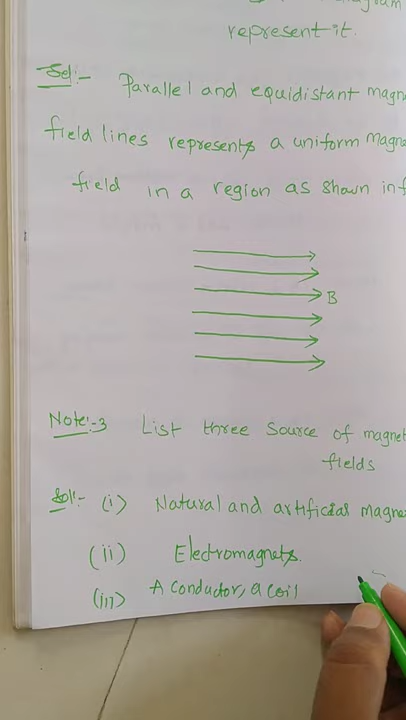 represent it.
Sol:- Parallel and equidistant magn
field lines represents a uniform magne
field in a region as shown in f
B
Note:-3 List three source of magnet
fields
Sol:- (i) Natural and artificial magne
(ii) Electromagnets.
(iii) A conductor, a coil